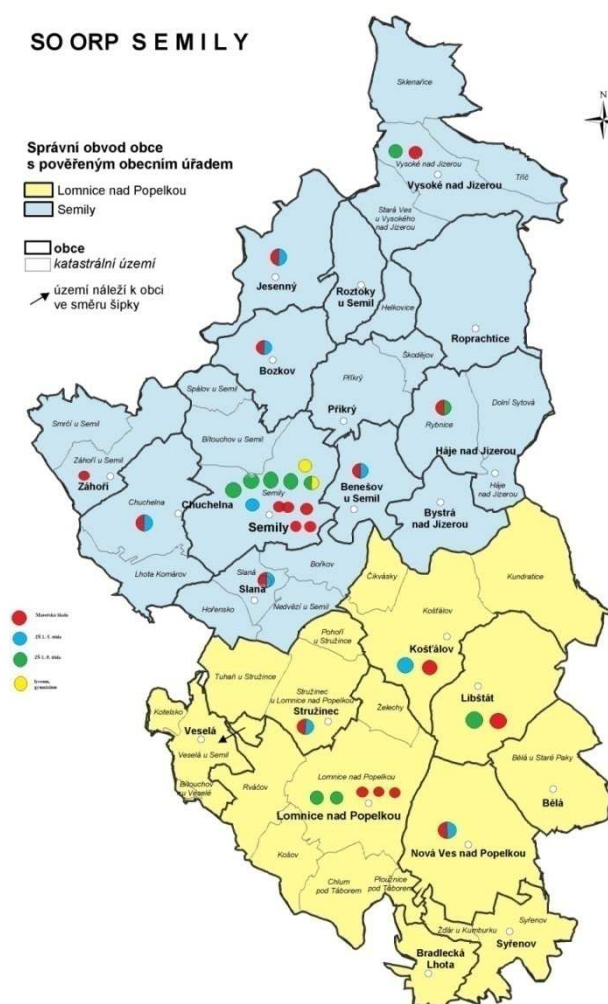 SO ORP SEMILY
N
Správní obvod obce
s pověřeným obecním úřadem
Lomnice nad Popelkou
Semily
obce
katastrální území
území náleží k obci
ve směru šipky
Sklenařice
Vysoké nad Jizerou
Vysoké nad Jizerou
Tříč
Stará Ves
u Vysokého
nad Jizerou
Jesenný
Roztoky
u Semil
Helkovice
Roprachtice
Bozkov
Škodějov
Příkrý
Příkrý
Spálov u Semil
Bítouchov u Semil
Smrčí u Semil
Záhoří u Semil
Záhoří
Rybnice
Dolní Sytová
Háje nad Jizerou
Háje
nad Jizerou
Chuchelna
Chuchelna
Semily
Semily
Benešov
u Semil
Bystrá
nad Jizerou
Lhota Komárov
Slaná
Slaná
Bořkov
Hořensko
Nedvězí u Semil
Čikvásky
Kundratice
Košťálov
Košťálov
Mateřská škola
ZŠ 1.-5. třída
ZŠ 1.-9. třída
gymnázium
Pohoří
u Stružince
Tuhaň u Stružince
Stružinec
u Lomnice nad Popelkou
Stružinec
Želechy
Libštát
Kotelsko
Veselá
Veselá u Semil
Bítouchov
u Veselé
Rváčov
Lomnice nad Popelkou
Lomnice nad Popelkou
Bělá u Staré Paky
Bělá
Nová Ves nad Popelkou
Košov
Chlum
pod Táborem
Ploužnice
pod Táborem
Žďár u Kumburku
Syřenov
Syřenov
Bradlecká
Lhota